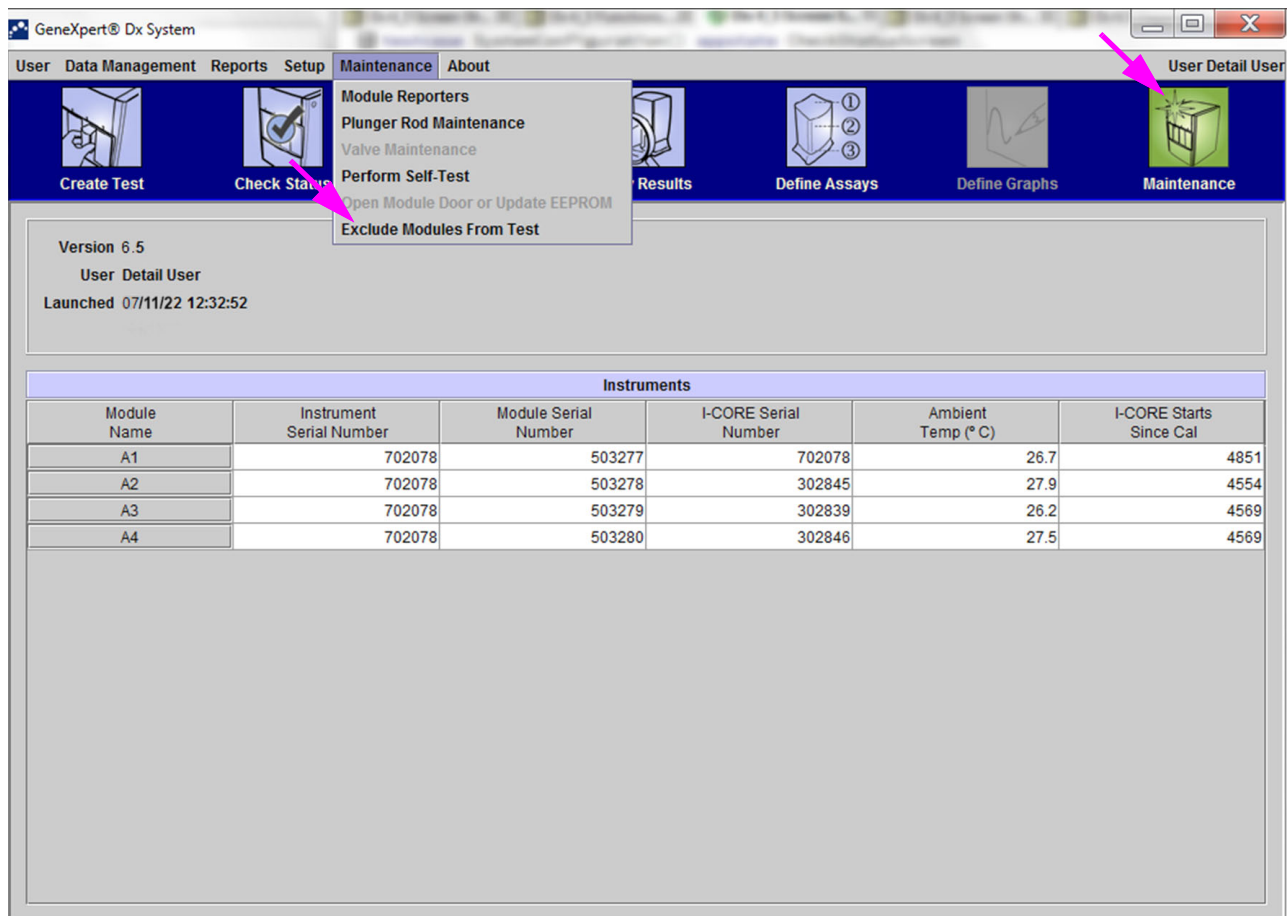 GeneXpert® Dx System
User Data Management Reports Setup Maintenance About User Detail User
Module Reporters
Plunger Rod Maintenance
Valve Maintenance
Perform Self-Test
Open Module Door or Update EEPROM
Exclude Modules From Test
Create Test Check Status Results Define Assays Define Graphs Maintenance
①
②
③
Version 6.5
User Detail User
Launched 07/11/22 12:32:52
Instruments
Module Name Instrument Serial Number Module Serial Number I-CORE Serial Number Ambient Temp (º C) I-CORE Starts Since Cal
A1 702078 503277 702078 26.7 4851
A2 702078 503278 302845 27.9 4554
A3 702078 503279 302839 26.2 4569
A4 702078 503280 302846 27.5 4569